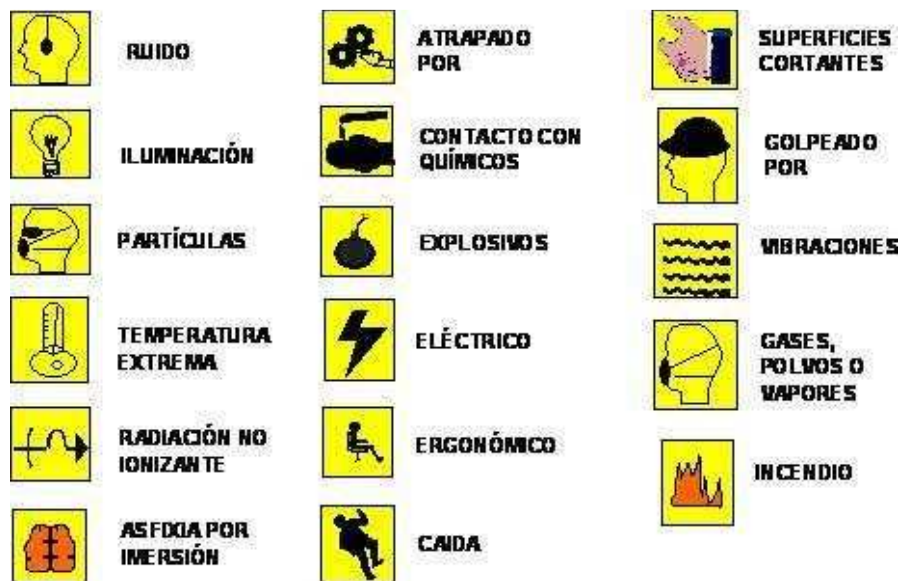 RUIDO
ILUMINACIÓN
PARTÍCULAS
TEMPERATURA
EXTREMA
RADIACIÓN NO
IONIZANTE
ASFIXIA POR
IMERSIÓN
ATRAPADO
POR
CONTACTO CON
QUÍMICOS
EXPLOSIVOS
ELÉCTRICO
ERGONÓMICO
CAIDA
SUPERFICIES
CORTANTES
GOLPEADO
POR
VIBRACIONES
GASES,
POLVOS O
VAPORES
INCENDIO